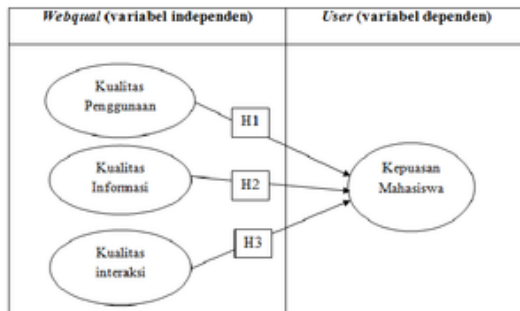 Webqual (variabel independen)
User (variabel dependen)
Kualitas
Penggunaan
H1
Kualitas
Informasi
H2
Kepuasan
Mahasiswa
Kualitas
interaksi
H3